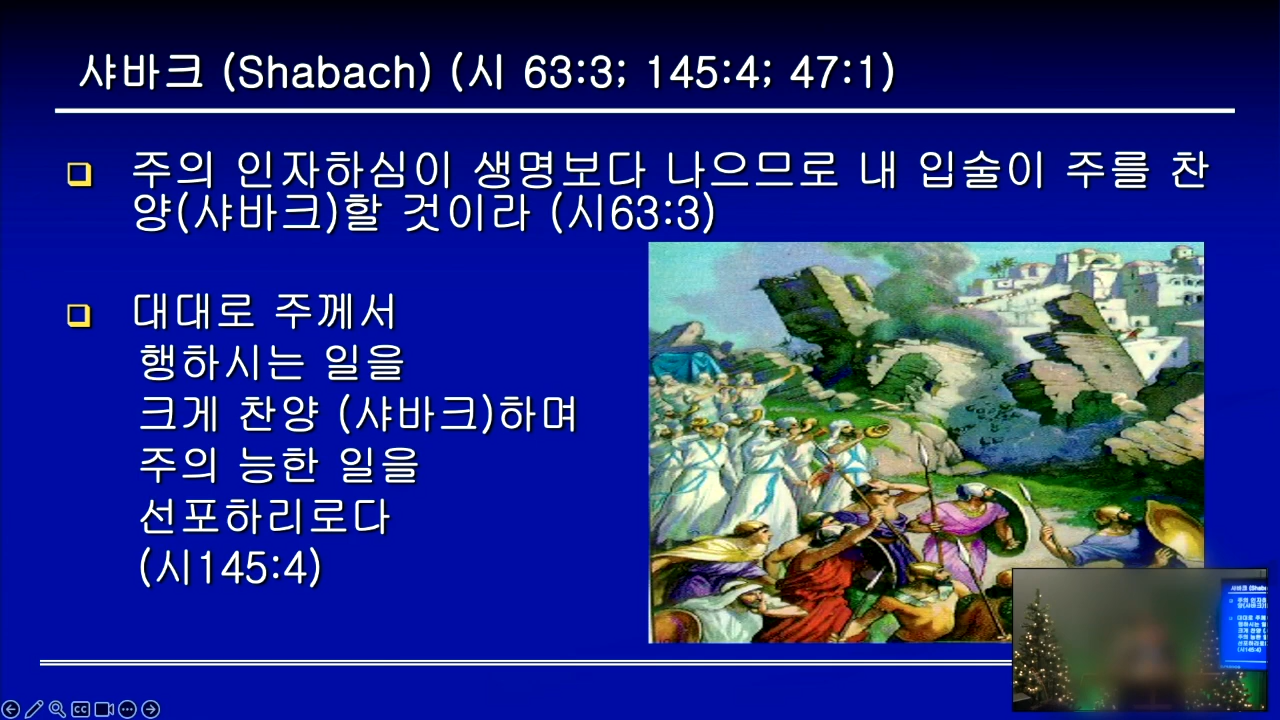 샤바크 (Shabach) (시 63:3; 145:4; 47:1)
주의 인자하심이 생명보다 나으므로 내 입술이 주를 찬
양(샤바크)할 것이라 (시63:3)
대대로 주께서
행하시는 일을
크게 찬양 (샤바크)하며
주의 능한 일을
선포하리로다
(시145:4)
CC